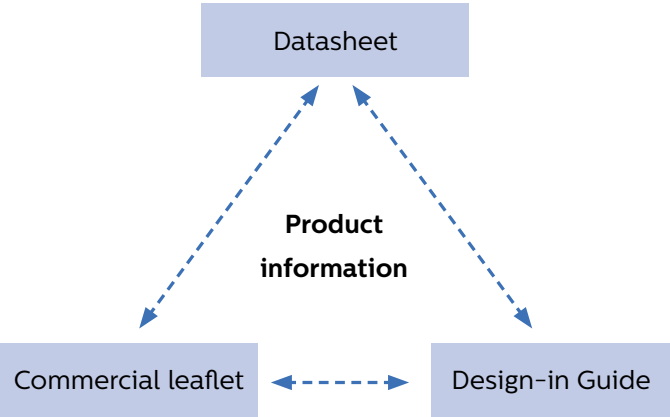 Datasheet
Product
information
Commercial leaflet
Design-in Guide